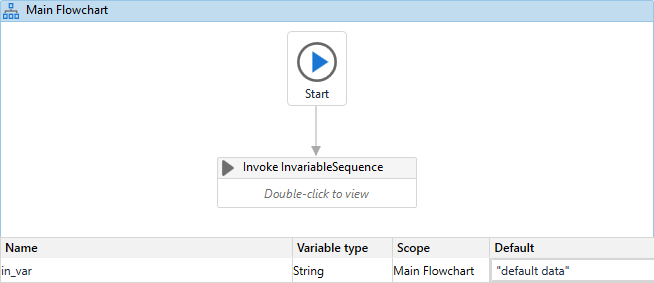 Main Flowchart
Start
Invoke InvariableSequence
Double-click to view
Name Variable type Scope Default
in_var String Main Flowchart "default data"